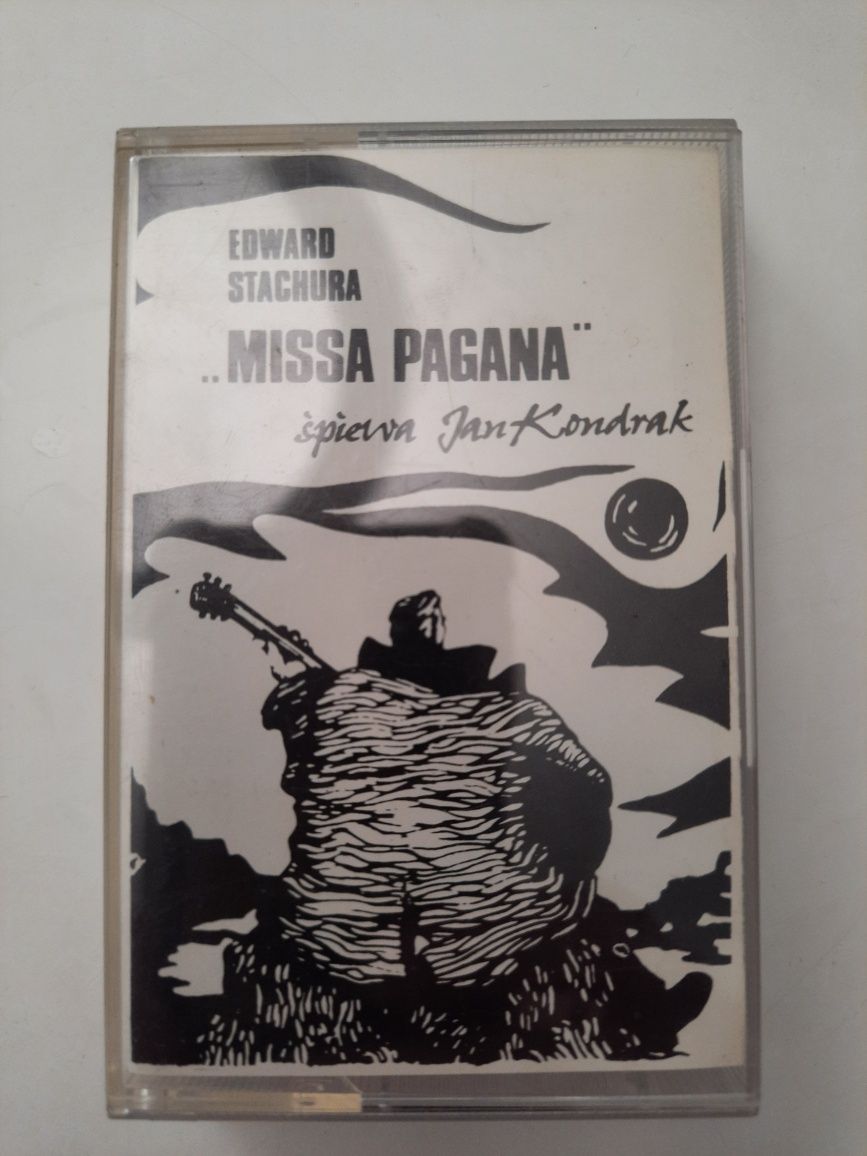 EDWARD
STACHURA
„MISSA PAGANA”
śpiewa Jan Kondrak